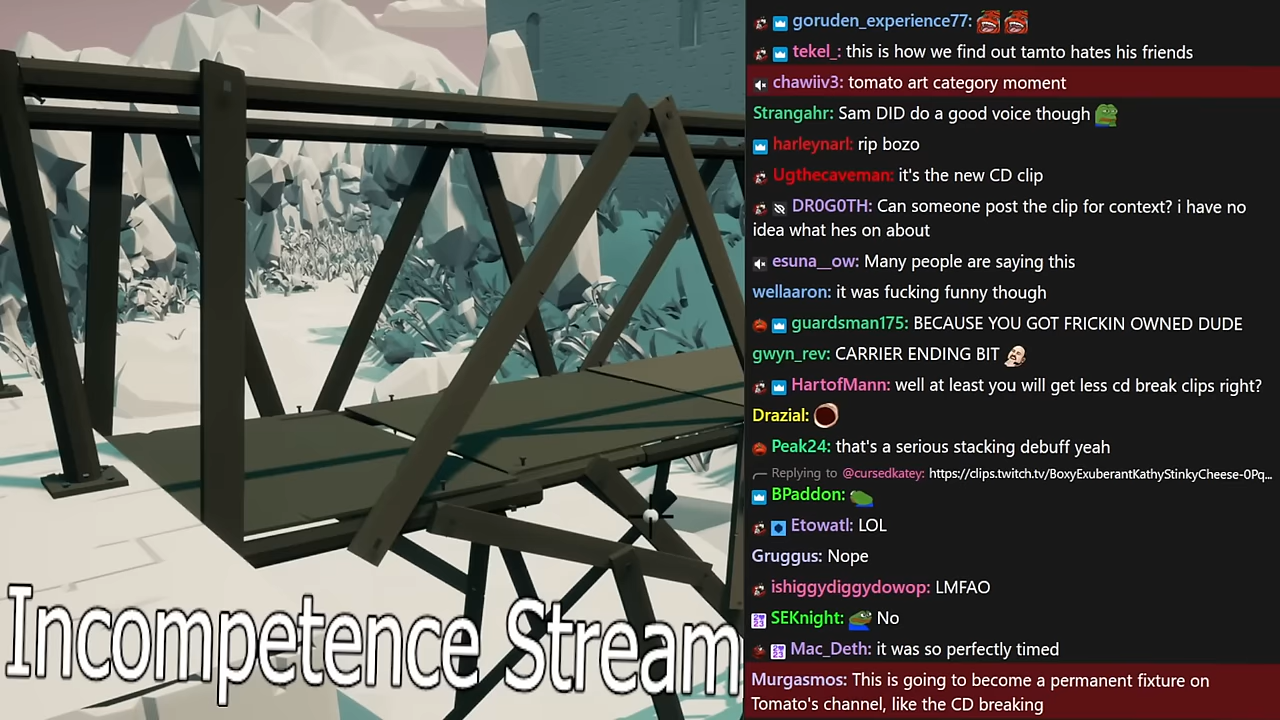 goruden_experience77:
tekel_: this is how we find out tamto hates his friends
chawiiv3: tomato art category moment
Strangahr: Sam DID do a good voice though
harleynarl: rip bozo
Ugthecaveman: it's the new CD clip
DR0G0TH: Can someone post the clip for context? i have no
idea what hes on about
esuna__ow: Many people are saying this
wellaaron: it was fucking funny though
guardsman175: BECAUSE YOU GOT FRICKIN OWNED DUDE
gwyn_rev: CARRIER ENDING BIT
HartofMann: well at least you will get less cd break clips right?
Drazial:
Peak24: that's a serious stacking debuff yeah
Replying to @cursedkatey: https://clips.twitch.tv/BoxyExuberantKathyStinkyCheese-0Pq...
BPaddon:
Etowatl: LOL
Gruggus: Nope
ishiggydiggydowop: LMFAO
SEKnight: No
Mac_Deth: it was so perfectly timed
Murgasmos: This is going to become a permanent fixture on
Tomato's channel, like the CD breaking
Incompetence Stream